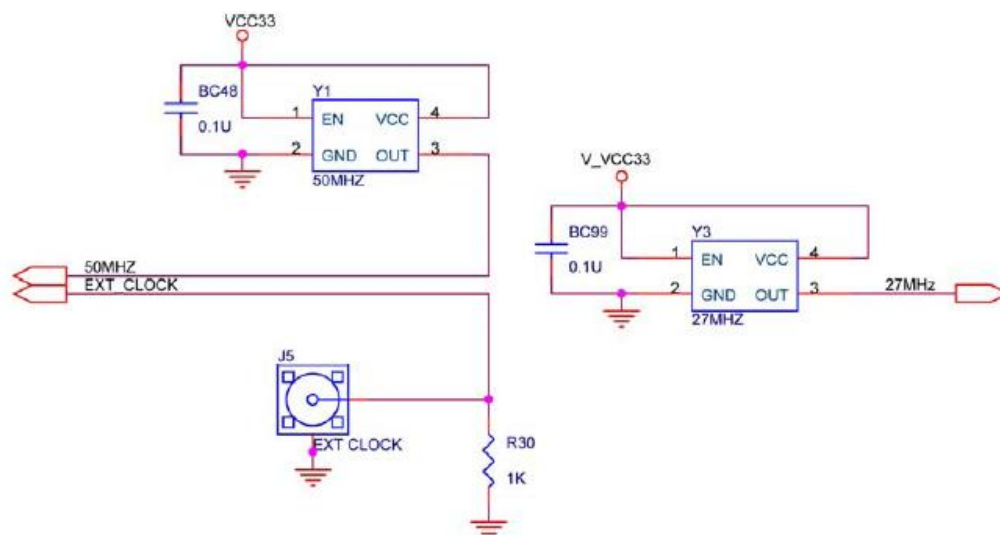 VCC33
BC48
0.1U
Y1
1
EN
VCC
4
2
GND
OUT
3
50MHZ
V_VCC33
BC99
0.1U
Y3
1
EN
VCC
4
2
GND
OUT
3
27MHZ
27MHz
50MHZ
EXT_CLOCK
J5
EXT CLOCK
R30
1K